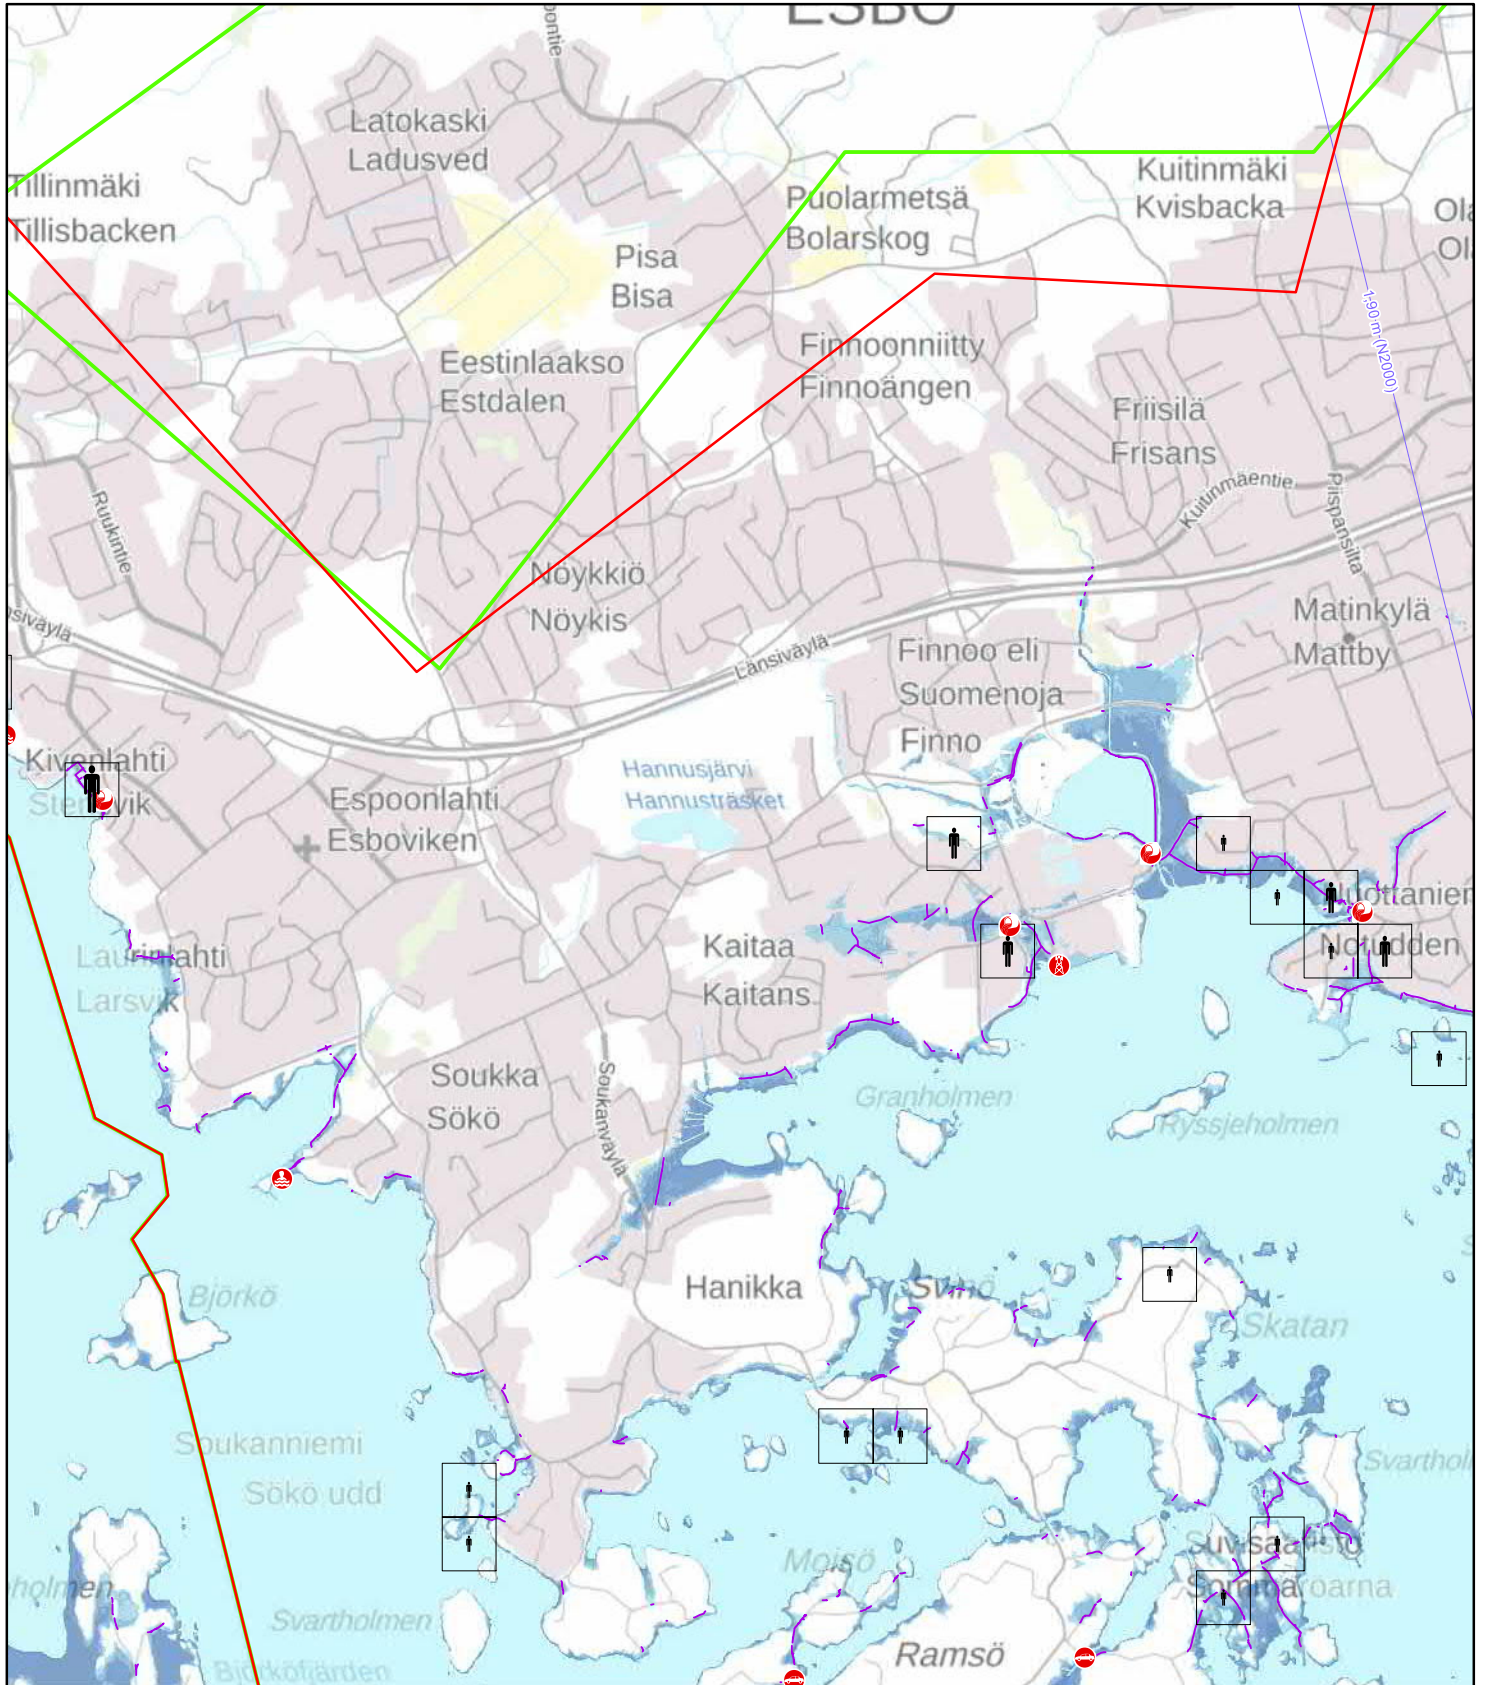 ESBO
Latokaski
Ladusved
Tillinmäki
Tillisbacken
Puolarmetsä
Bolarskog
Kuitinmäki
Kvisbacka
Pisa
Bisa
1,90 m (N2000)
Eestinlaakso
Estdalen
Finnoonniitty
Finnoängen
Friisilä
Frisans
Kuitinmäentie
Piispansilta
Ruukintie
Nöykkiö
Nöykis
Länsiväylä
Finnoo eli
Suomenoja
Finno
Matinkylä
Mattby
Kivenlahti
Hannusjärvi
Hannusträsket
Espoonlahti
Esboviken
Kaitaa
Kaitans
Laurinlahti
Larsvik
Soukka
Sökö
Soukanväylä
Granholmen
Ryssjeholmen
Hanikka
Svinö
Björkö
Skatan
Soukanniemi
Sökö udd
Moisö
Svartholmen
Björköfjärden
Ramsö